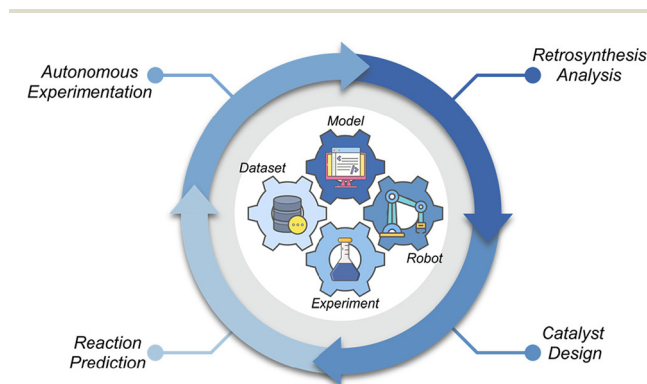 Autonomous
Experimentation
Retrosynthesis
Analysis
Model
Dataset
Robot
Experiment
Reaction
Prediction
Catalyst
Design